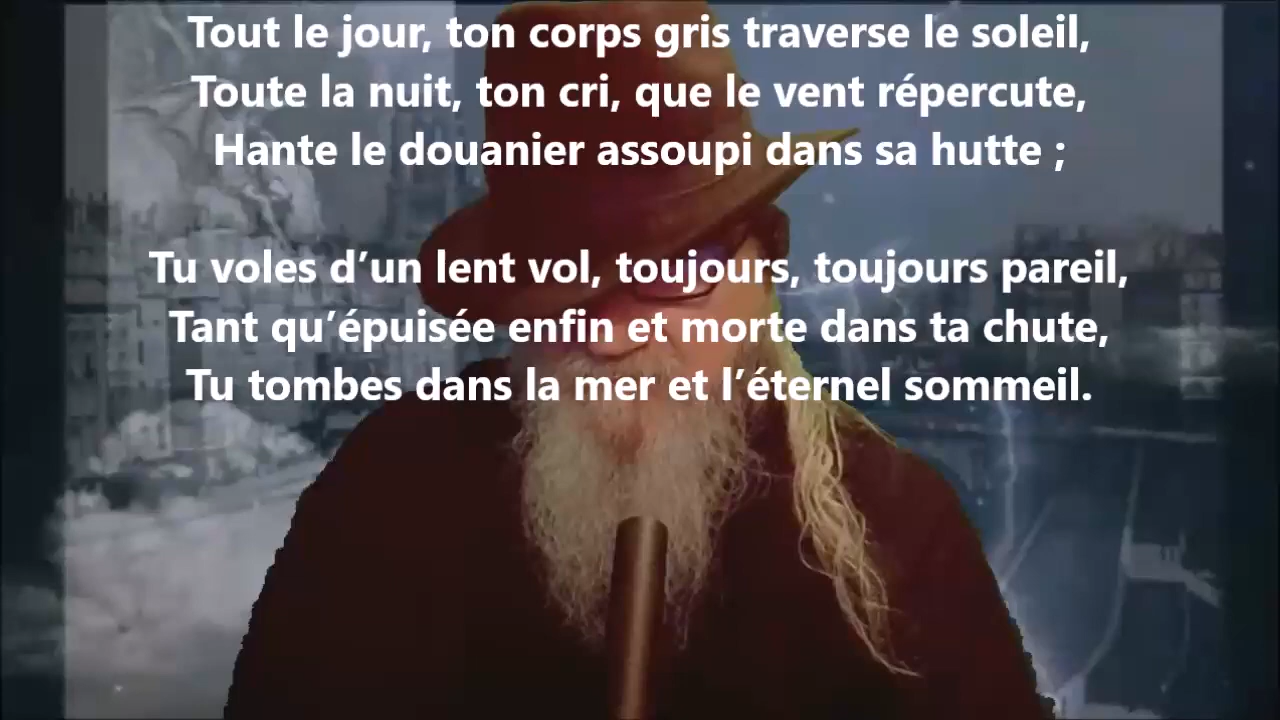 Tout le jour, ton corps gris traverse le soleil,
Toute la nuit, ton cri, que le vent répercute,
Hante le douanier assoupi dans sa hutte ;
Tu voles d’un lent vol, toujours, toujours pareil,
Tant qu’épuisée enfin et morte dans ta chute,
Tu tombes dans la mer et l’éternel sommeil.